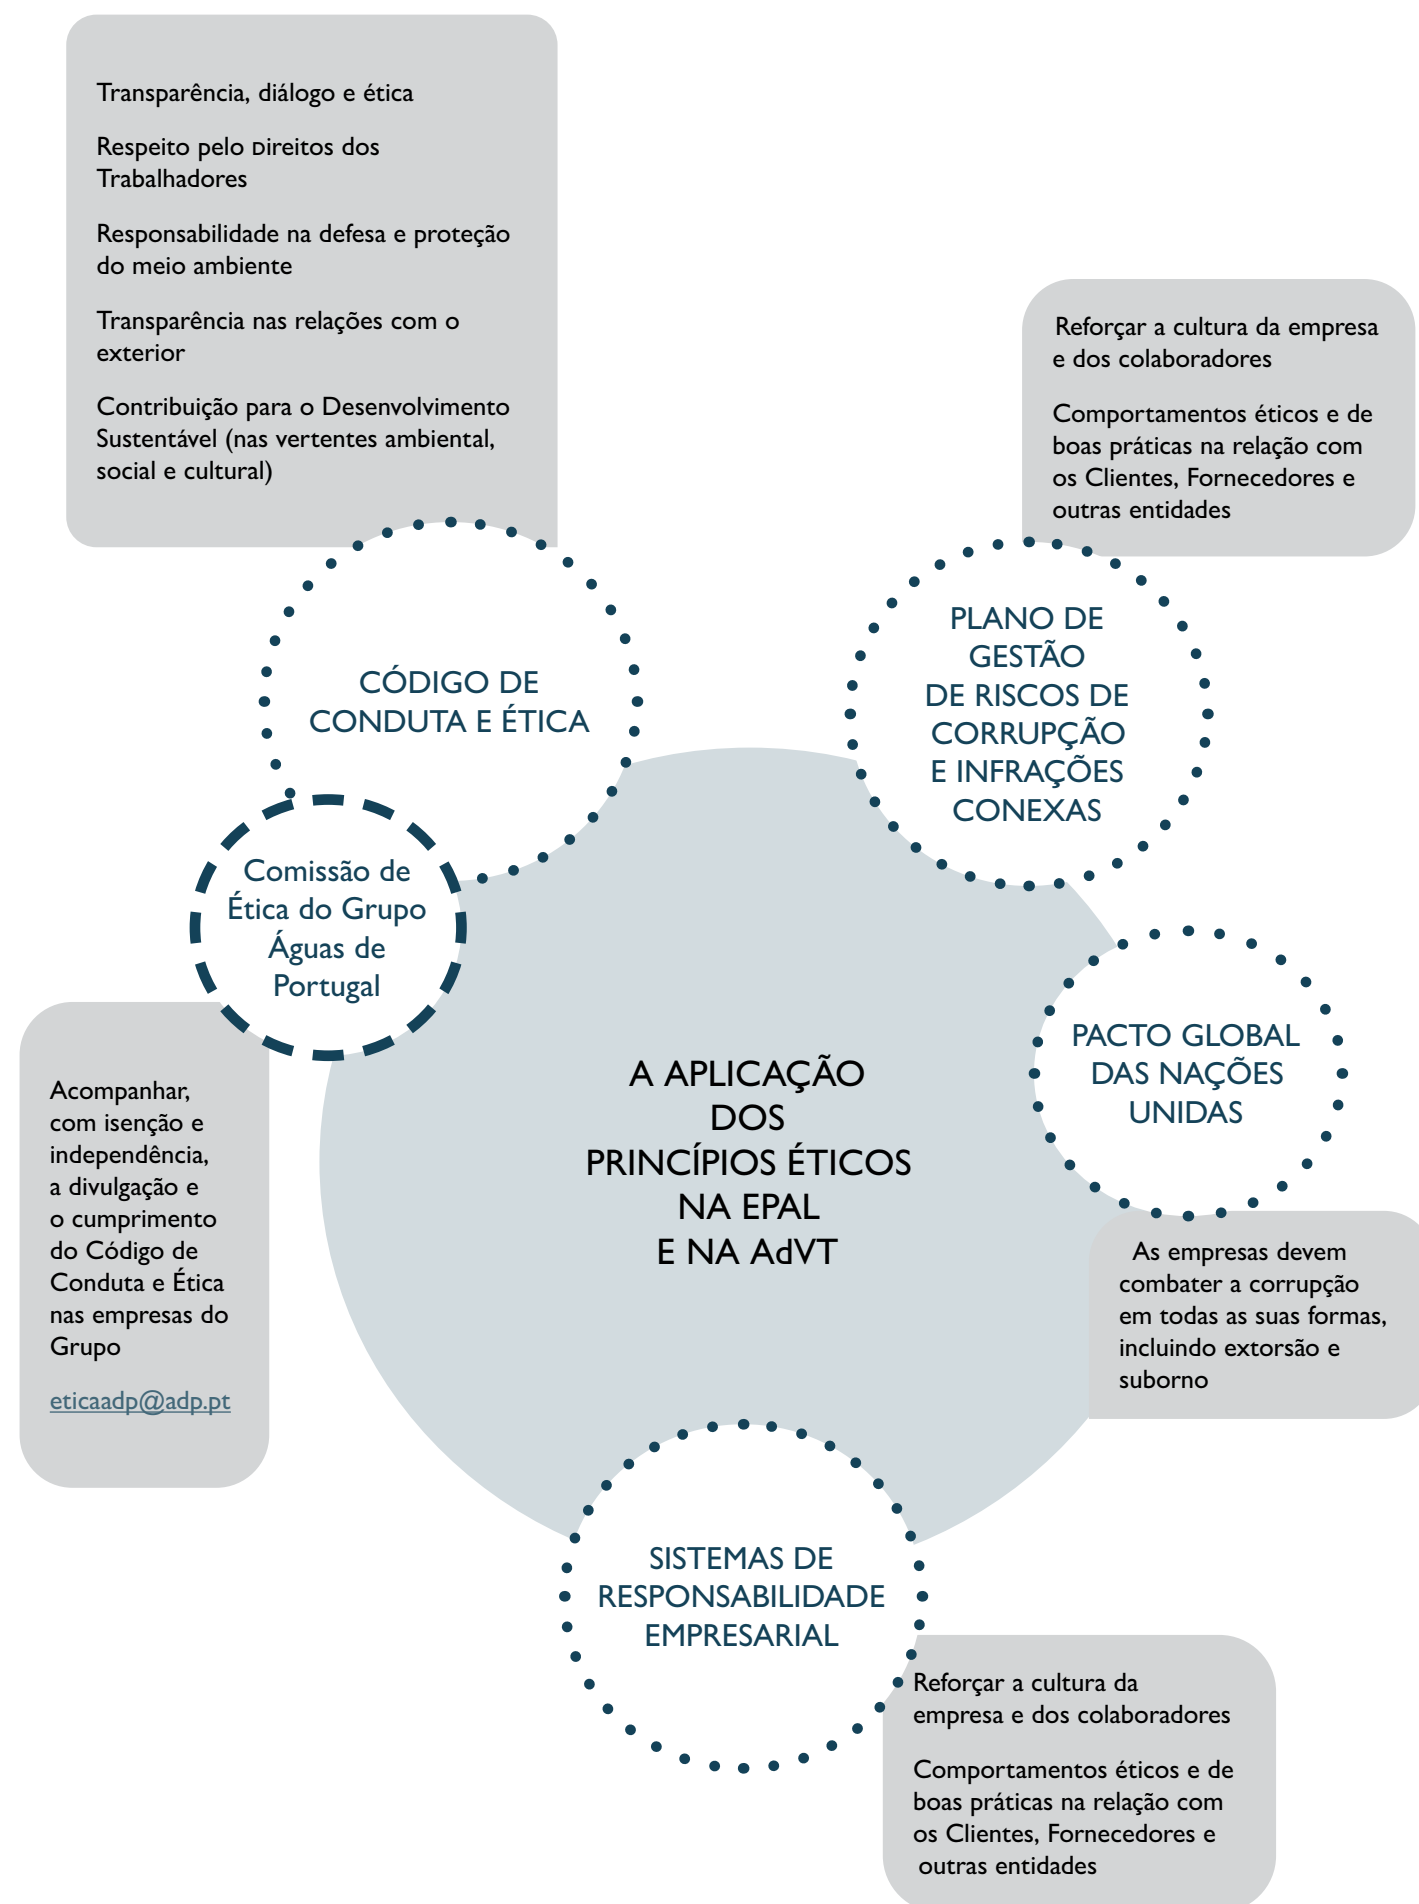 Transparência, diálogo e ética
Respeito pelo Direitos dos
Trabalhadores
Responsabilidade na defesa e proteção
do meio ambiente
Transparência nas relações com o
exterior
Contribuição para o Desenvolvimento
Sustentável (nas vertentes ambiental,
social e cultural)
Reforçar a cultura da empresa
e dos colaboradores
Comportamentos éticos e de
boas práticas na relação com
os Clientes, Fornecedores e
outras entidades
CÓDIGO DE
CONDUTA E ÉTICA
PLANO DE
GESTÃO
DE RISCOS DE
CORRUPÇÃO
E INFRAÇÕES
CONEXAS
Comissão de
Ética do Grupo
Águas de
Portugal
PACTO GLOBAL
DAS NAÇÕES
UNIDAS
A APLICAÇÃO
DOS
PRINCÍPIOS ÉTICOS
NA EPAL
E NA AdVT
Acompanhar,
com isenção e
independência,
a divulgação e
o cumprimento
do Código de
Conduta e Ética
nas empresas do
Grupo
eticaadp@adp.pt
As empresas devem
combater a corrupção
em todas as suas formas,
incluindo extorsão e
suborno
SISTEMAS DE
RESPONSABILIDADE
EMPRESARIAL
Reforçar a cultura da
empresa e dos colaboradores
Comportamentos éticos e de
boas práticas na relação com
os Clientes, Fornecedores e
outras entidades